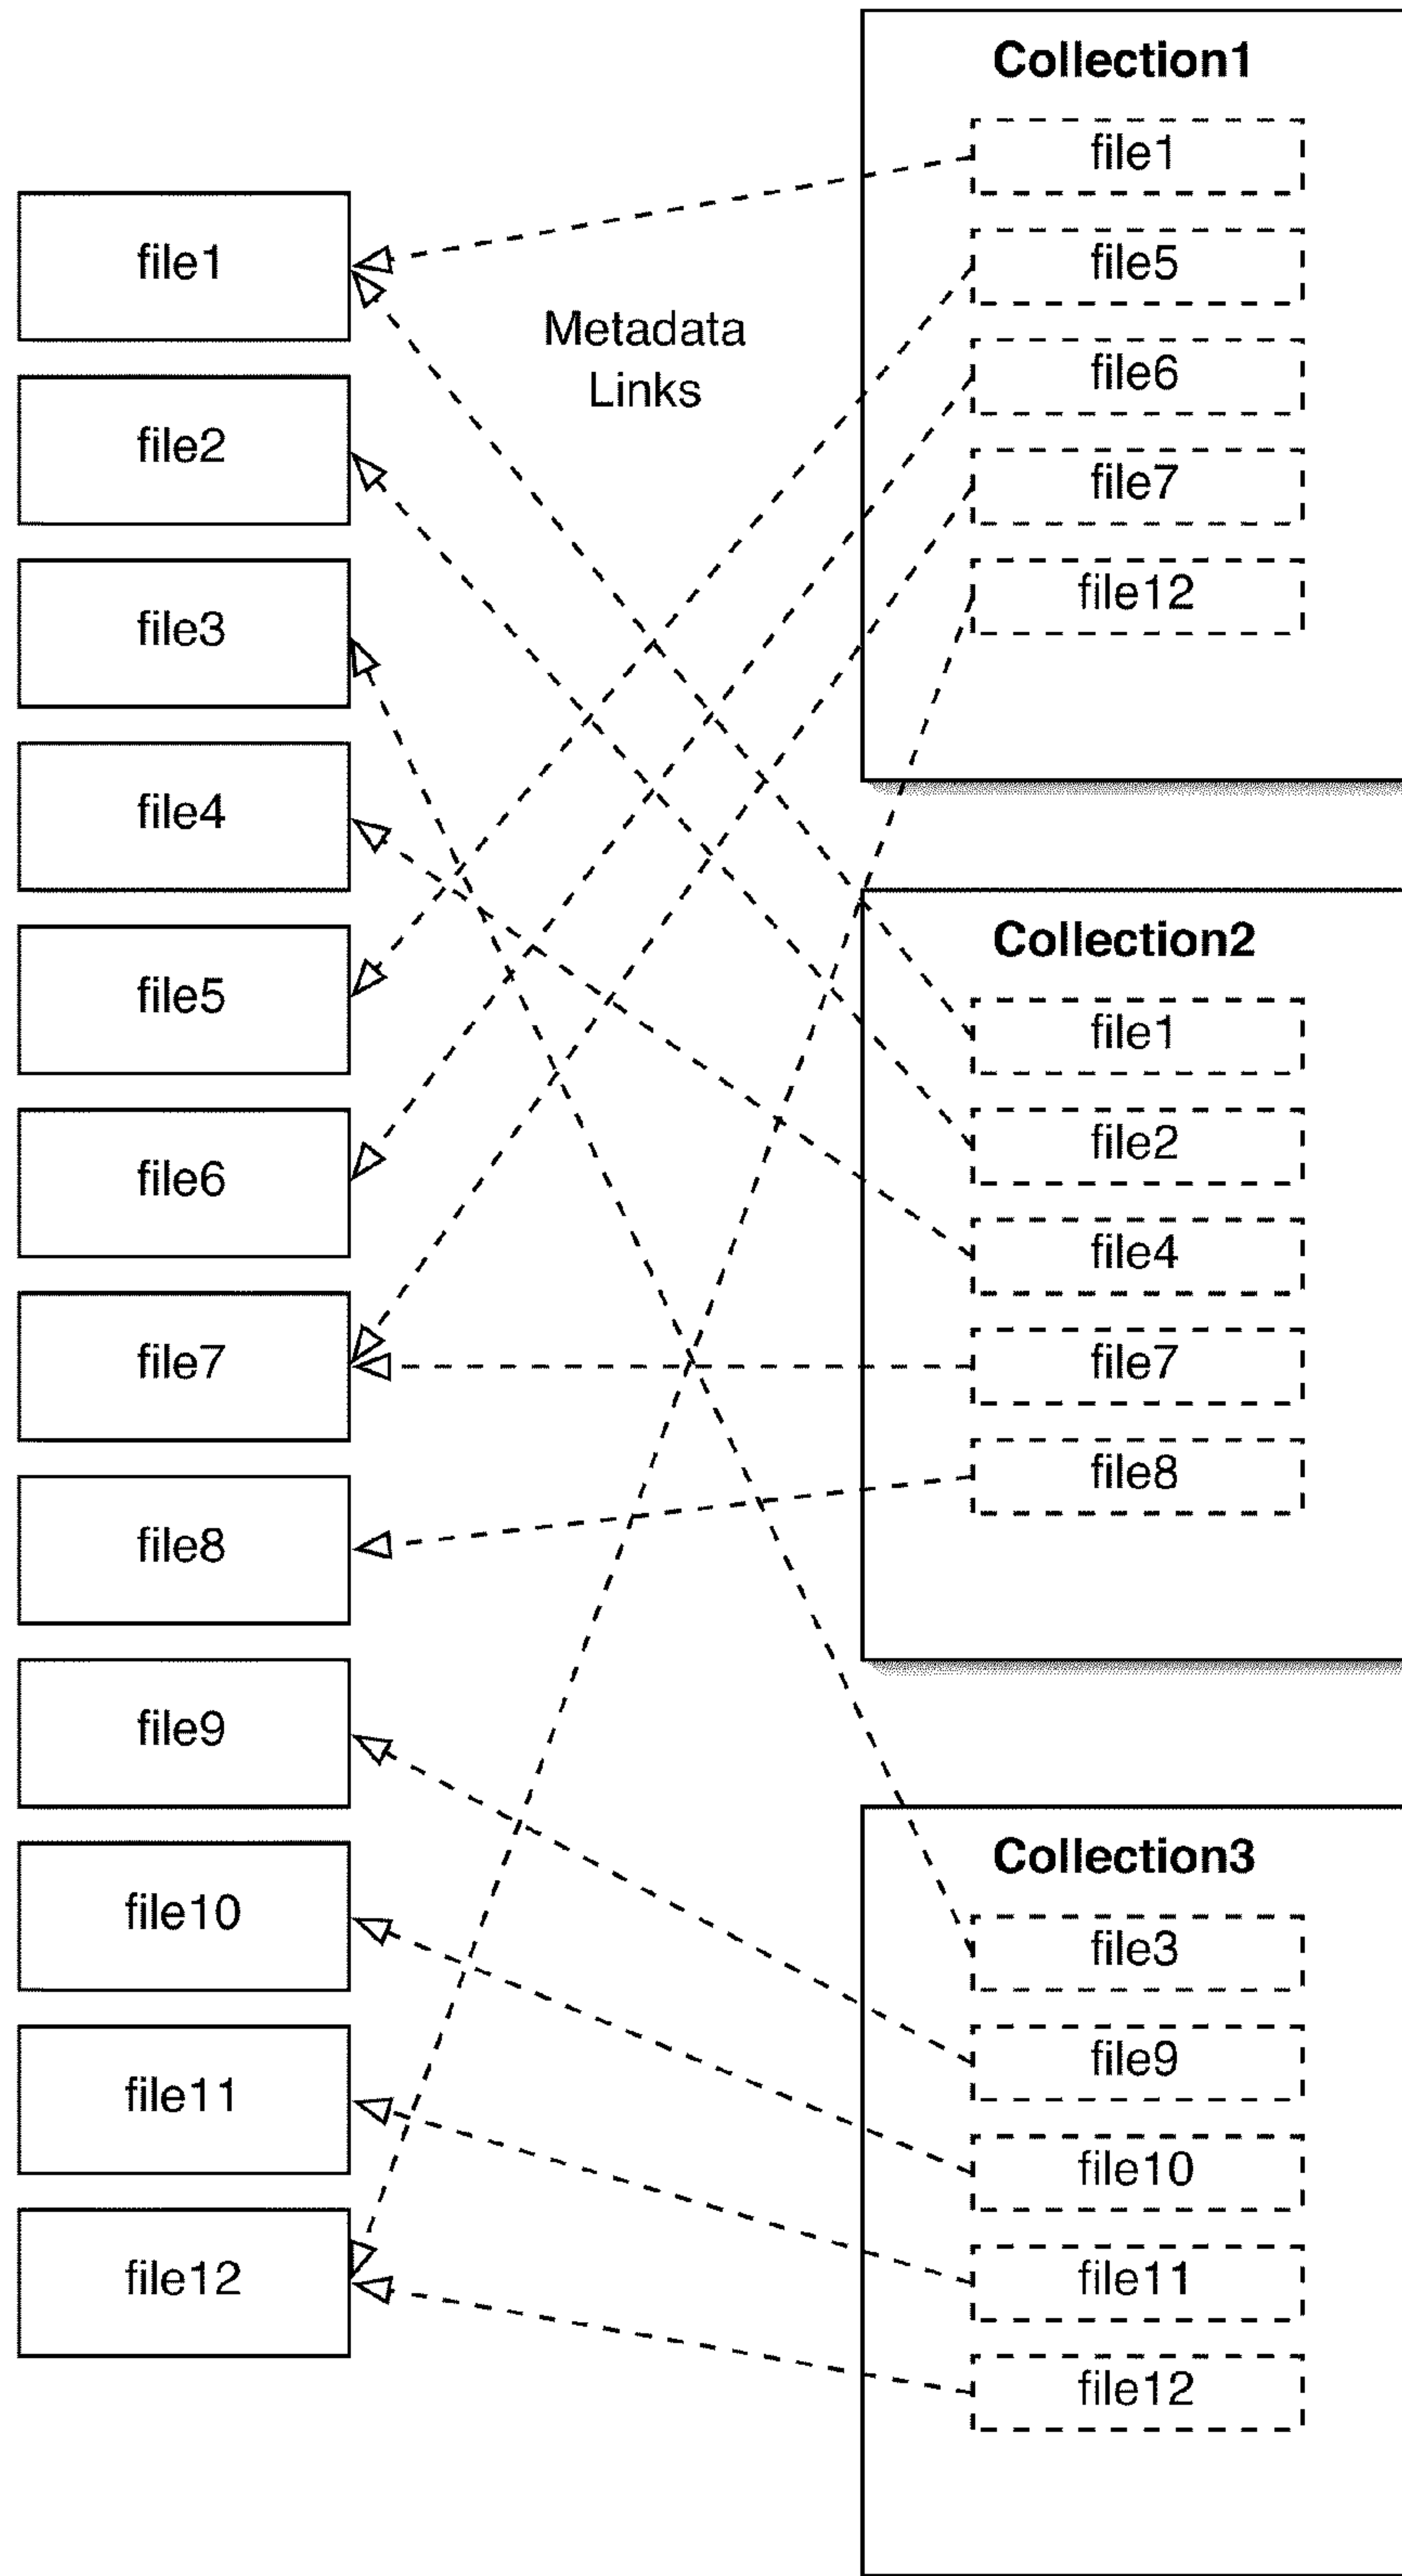 file1
file2
file3
file4
file5
file6
file7
file8
file9
file10
file11
file12
Metadata
Links
Collection1
file1
file5
file6
file7
file12
Collection2
file1
file2
file4
file7
file8
Collection3
file3
file9
file10
file11
file12